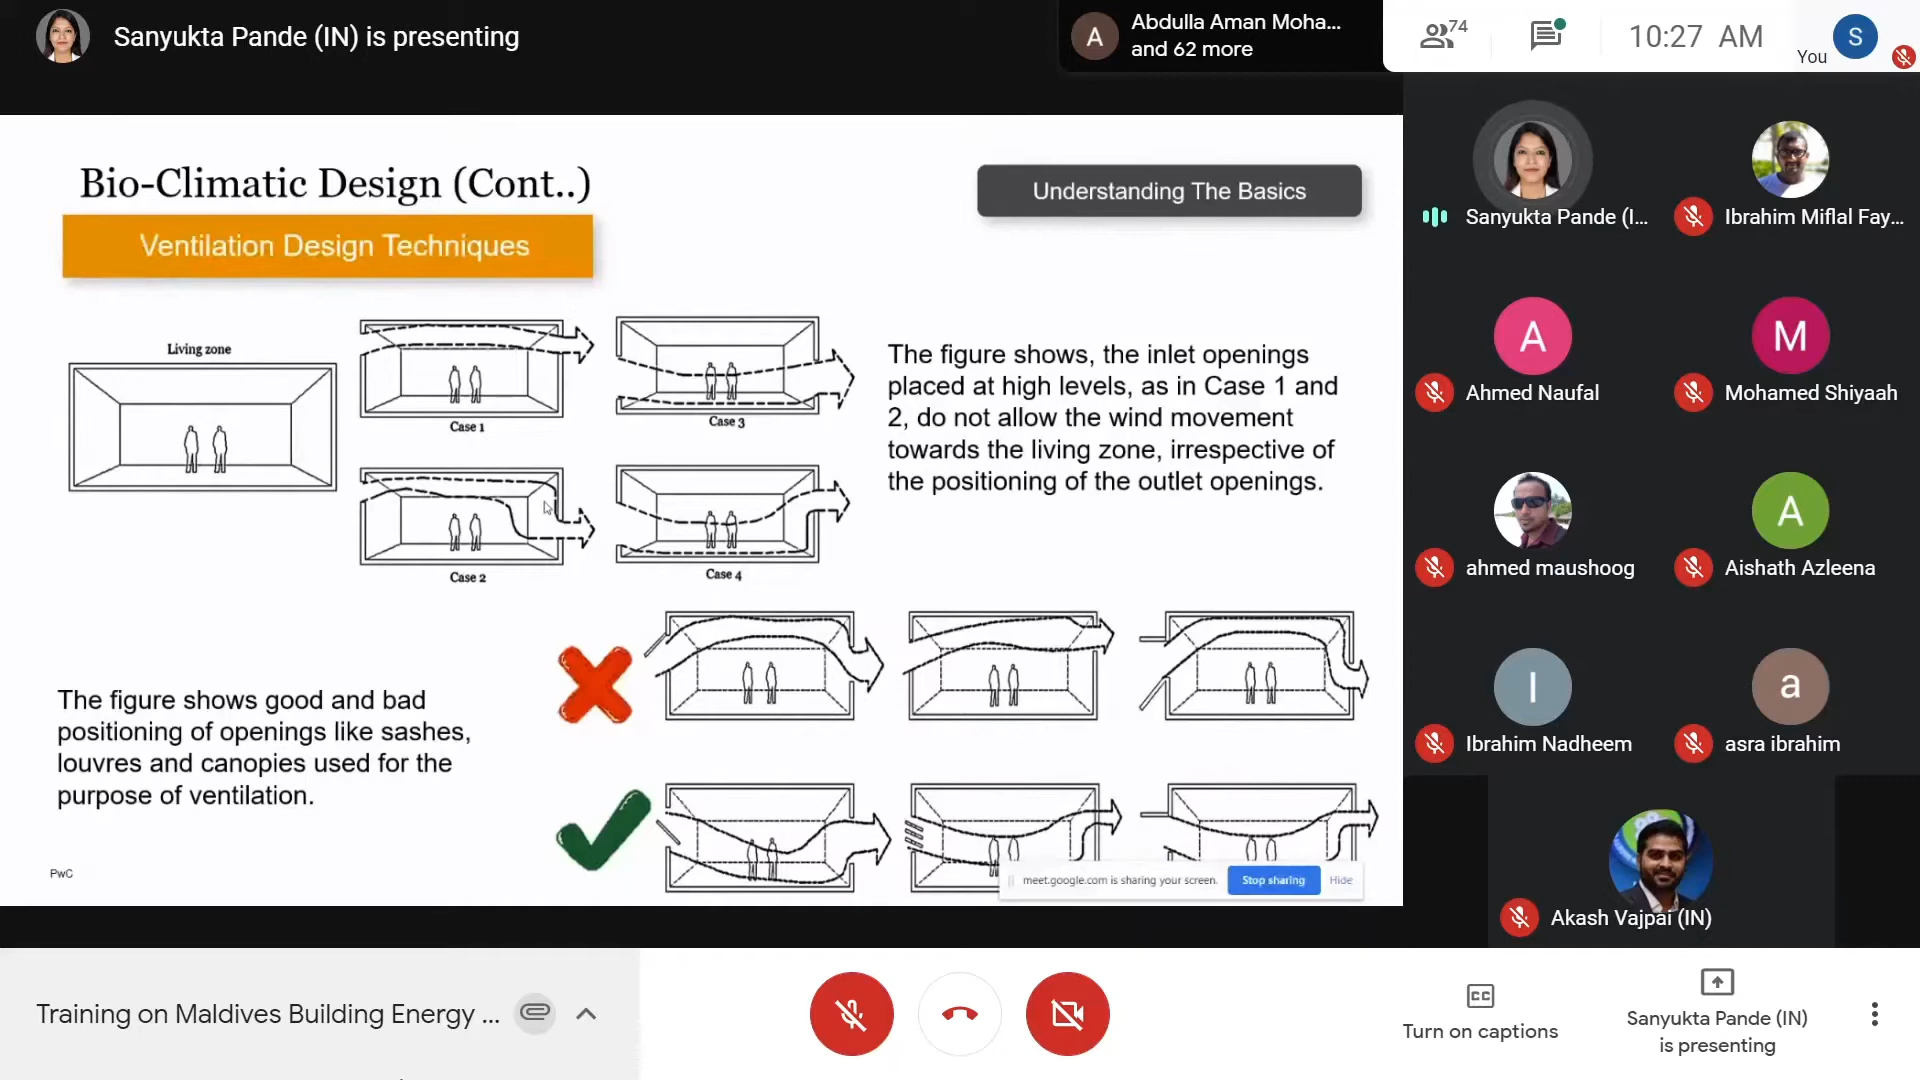 Sanyukta Pande (IN) is presenting
A
Abdulla Aman Moha...
and 62 more
74
10:27 AM
You
S
Bio-Climatic Design (Cont..)
Understanding The Basics
Ventilation Design Techniques
Living zone
Case 1
Case 3
Case 2
Case 4
The figure shows, the inlet openings
placed at high levels, as in Case 1 and
2, do not allow the wind movement
towards the living zone, irrespective of
the positioning of the outlet openings.
The figure shows good and bad
positioning of openings like sashes,
louvres and canopies used for the
purpose of ventilation.
PwC
meet.google.com is sharing your screen.
Stop sharing
Hide
Sanyukta Pande (I...
Ibrahim Miflal Fay...
A
Ahmed Naufal
M
Mohamed Shiyaah
ahmed maushoog
A
Aishath Azleena
I
Ibrahim Nadheem
a
asra ibrahim
Akash Vajpai (IN)
Training on Maldives Building Energy ...
CC
Turn on captions
Sanyukta Pande (IN)
is presenting